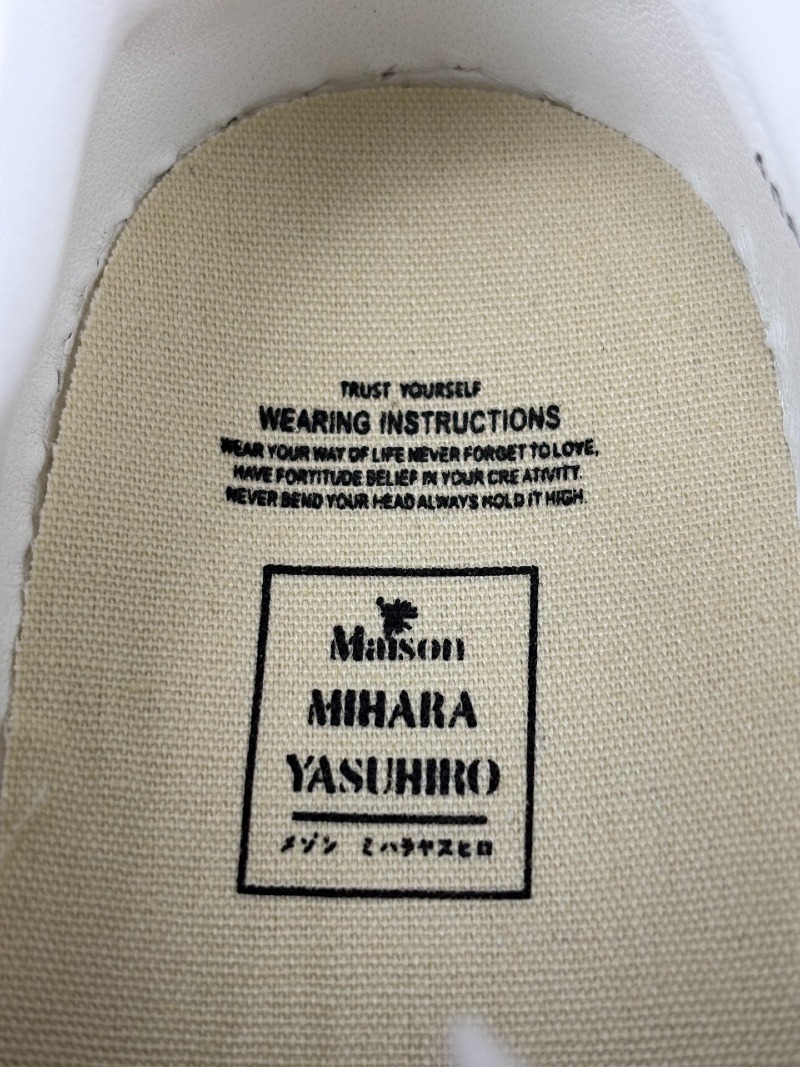 TRUST YOURSELF
WEARING INSTRUCTIONS
WEAR YOUR WAY OF LIFE NEVER FORGET TO LOVE,
HAVE FORTITUDE BELIEF IN YOUR CREATIVITY.
NEVER BEND YOUR HEAD ALWAYS HOLD IT HIGH.
Maison
MIHARA
YASUHIRO
メゾン ミハラヤスヒロ